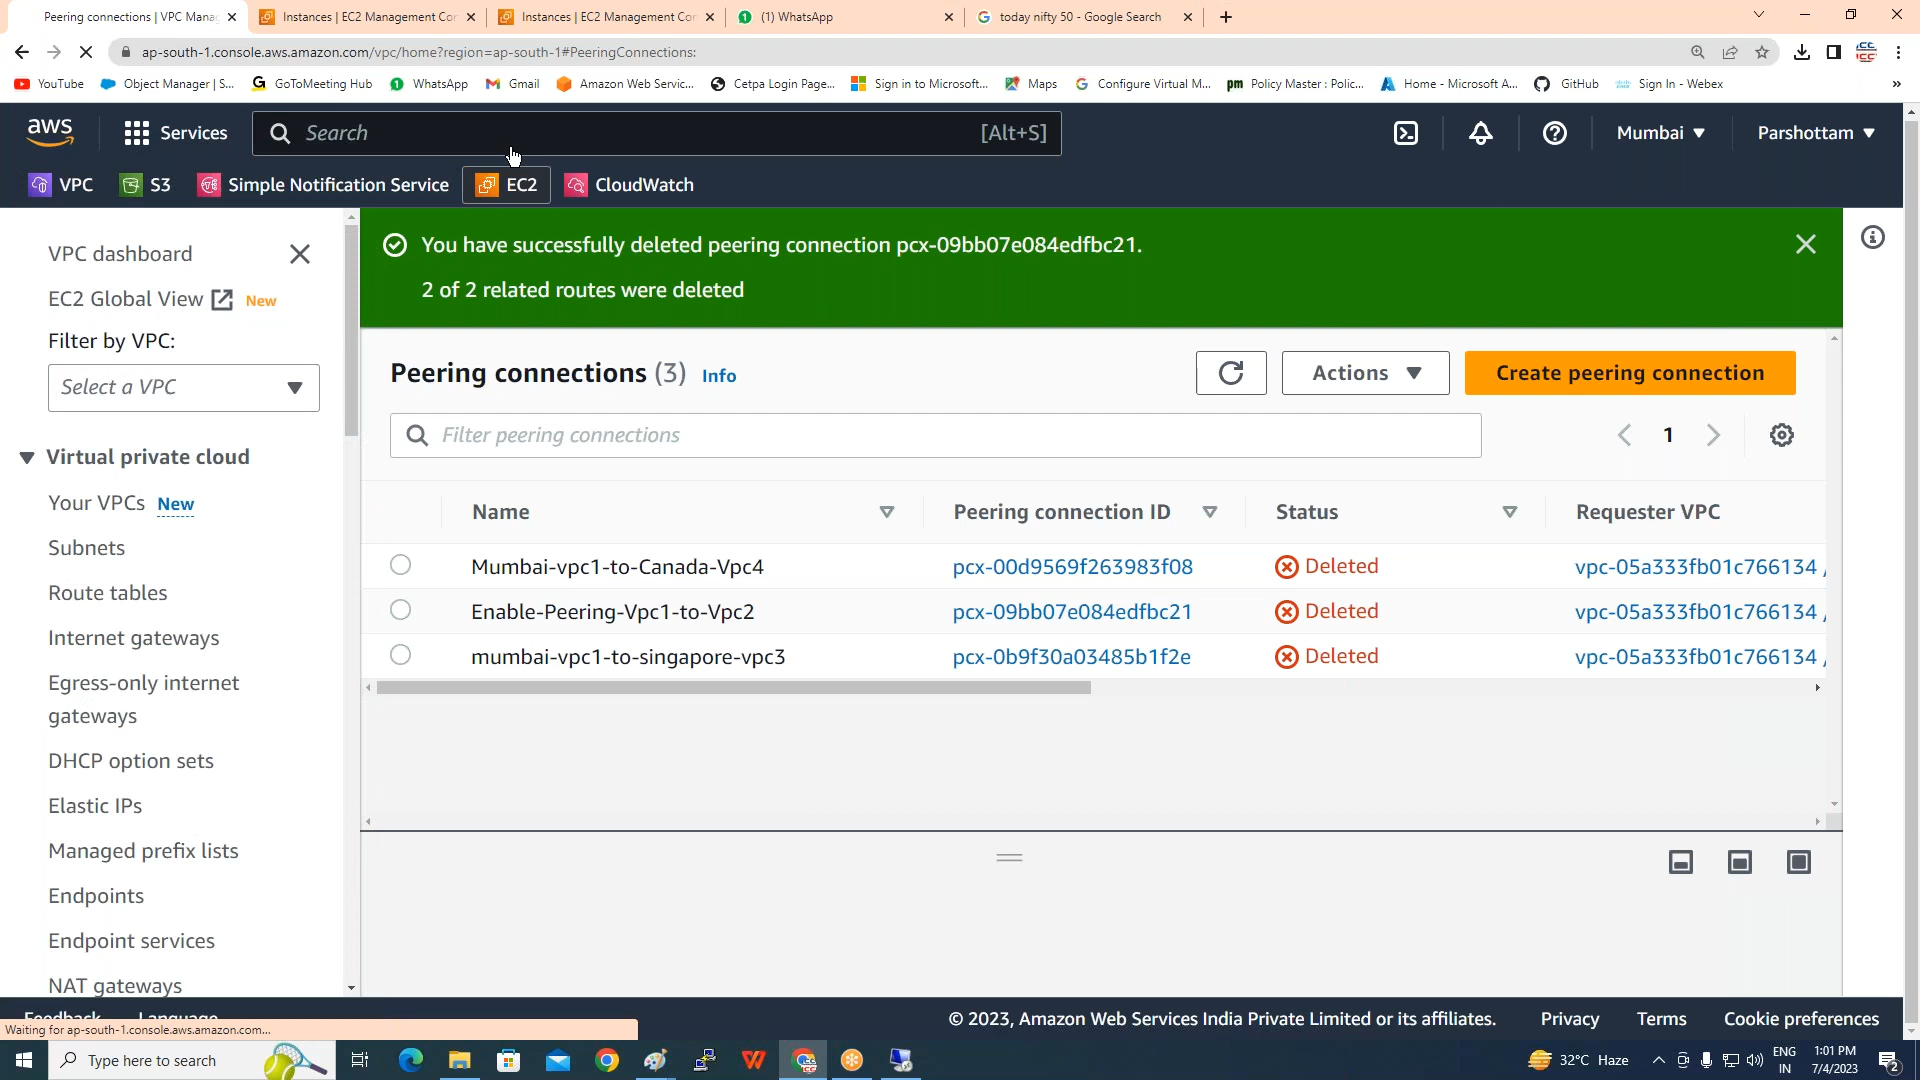 Peering connections | VPC Mana
Instances | EC2 Management Con
Instances | EC2 Management Con
(1) WhatsApp
today nifty 50 - Google Search
ap-south-1.console.aws.amazon.com/vpc/home?region=ap-south-1#PeeringConnections:
YouTube
Object Manager | S...
GoToMeeting Hub
WhatsApp
Gmail
Amazon Web Servic...
Cetpa Login Page...
Sign in to Microsoft...
Maps
Configure Virtual M...
pm Policy Master : Polic...
Home - Microsoft A...
GitHub
Sign In - Webex
»
aws
Services
Search
[Alt+S]
Mumbai
Parshottam
VPC
S3
Simple Notification Service
EC2
CloudWatch
VPC dashboard
EC2 Global View New
Filter by VPC:
Select a VPC
Virtual private cloud
Your VPCs New
Subnets
Route tables
Internet gateways
Egress-only internet
gateways
DHCP option sets
Elastic IPs
Managed prefix lists
Endpoints
Endpoint services
NAT gateways
You have successfully deleted peering connection pcx-09bb07e084edfbc21.
2 of 2 related routes were deleted
Peering connections (3) Info
Actions
Create peering connection
Filter peering connections
1
Name Peering connection ID Status Requester VPC
Mumbai-vpc1-to-Canada-Vpc4 pcx-00d9569f263983f08 Deleted vpc-05a333fb01c766134 /
Enable-Peering-Vpc1-to-Vpc2 pcx-09bb07e084edfbc21 Deleted vpc-05a333fb01c766134 /
mumbai-vpc1-to-singapore-vpc3 pcx-0b9f30a03485b1f2e Deleted vpc-05a333fb01c766134 /
Feedback Language
© 2023, Amazon Web Services India Private Limited or its affiliates. Privacy Terms Cookie preferences
Waiting for ap-south-1.console.aws.amazon.com...
Type here to search
32°C Haze
ENG
IN
1:01 PM
7/4/2023
2